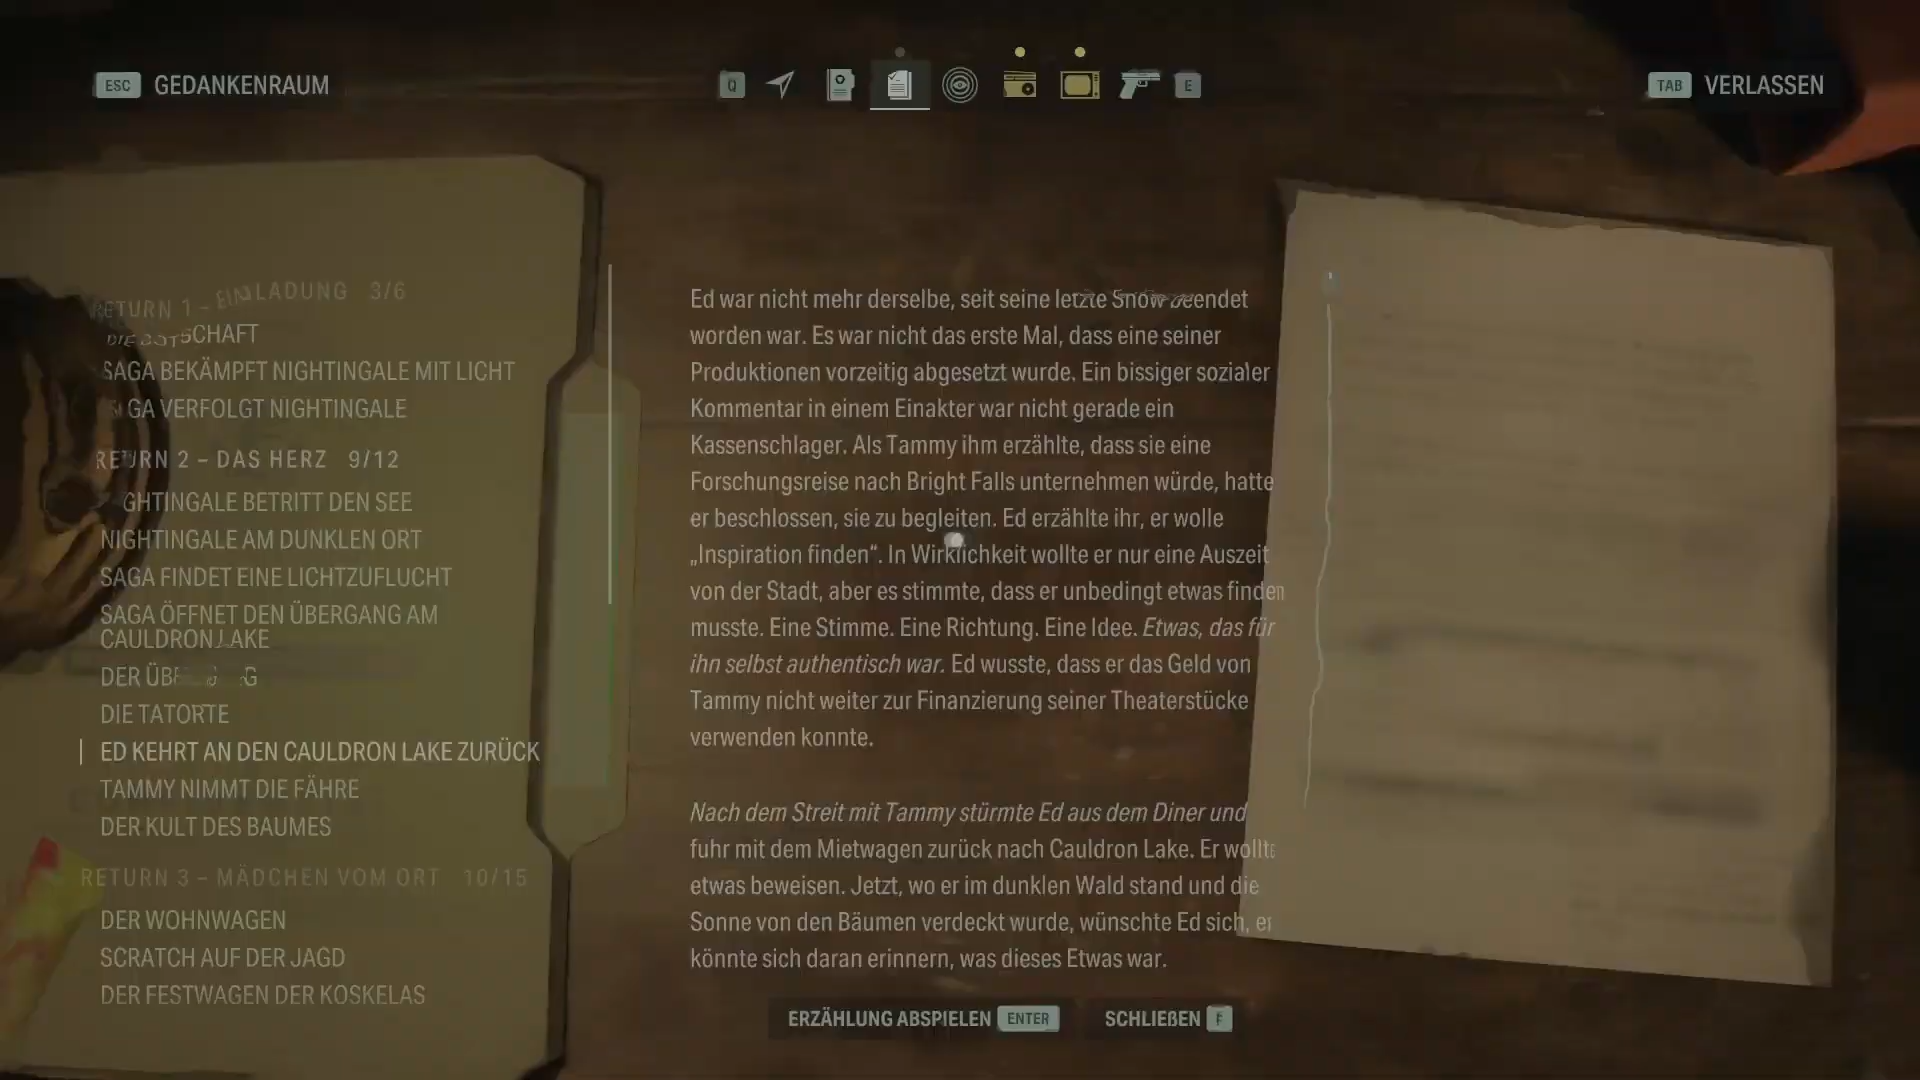 ESC GEDANKENRAUM
Q
E
TAB VERLASSEN
RETURN 1 – EINLADUNG 3/6
DIE BOTSCHAFT
SAGA BEKÄMPFT NIGHTINGALE MIT LICHT
SAGA VERFOLGT NIGHTINGALE
RETURN 2 – DAS HERZ 9/12
NIGHTINGALE BETRITT DEN SEE
NIGHTINGALE AM DUNKLEN ORT
SAGA FINDET EINE LICHTZUFLUCHT
SAGA ÖFFNET DEN ÜBERGANG AM
CAULDRON LAKE
DER
DIE TATORTE
ED KEHRT AN DEN CAULDRON LAKE ZURÜCK
TAMMY NIMMT DIE FÄHRE
DER KULT DES BAUMES
RETURN 3 – MÄDCHEN VOM ORT 10/15
DER WOHNWAGEN
SCRATCH AUF DER JAGD
DER FESTWAGEN DER KOSKELAS
Ed war nicht mehr derselbe, seit seine letzte Show beendet
worden war. Es war nicht das erste Mal, dass eine seiner
Produktionen vorzeitig abgesetzt wurde. Ein bissiger sozialer
Kommentar in einem Einakter war nicht gerade ein
Kassenschlager. Als Tammy ihm erzählte, dass sie eine
Forschungsreise nach Bright Falls unternehmen würde, hatte
er beschlossen, sie zu begleiten. Ed erzählte ihr, er wolle
„Inspiration finden“. In Wirklichkeit wollte er nur eine Auszeit
von der Stadt, aber es stimmte, dass er unbedingt etwas finden
musste. Eine Stimme. Eine Richtung. Eine Idee. Etwas, das für
ihn selbst authentisch war. Ed wusste, dass er das Geld von
Tammy nicht weiter zur Finanzierung seiner Theaterstücke
verwenden konnte.
Nach dem Streit mit Tammy stürmte Ed aus dem Diner und
fuhr mit dem Mietwagen zurück nach Cauldron Lake. Er wollte
etwas beweisen. Jetzt, wo er im dunklen Wald stand und die
Sonne von den Bäumen verdeckt wurde, wünschte Ed sich, er
könnte sich daran erinnern, was dieses Etwas war.
ERZÄHLUNG ABSPIELEN ENTER
SCHLIEßEN F